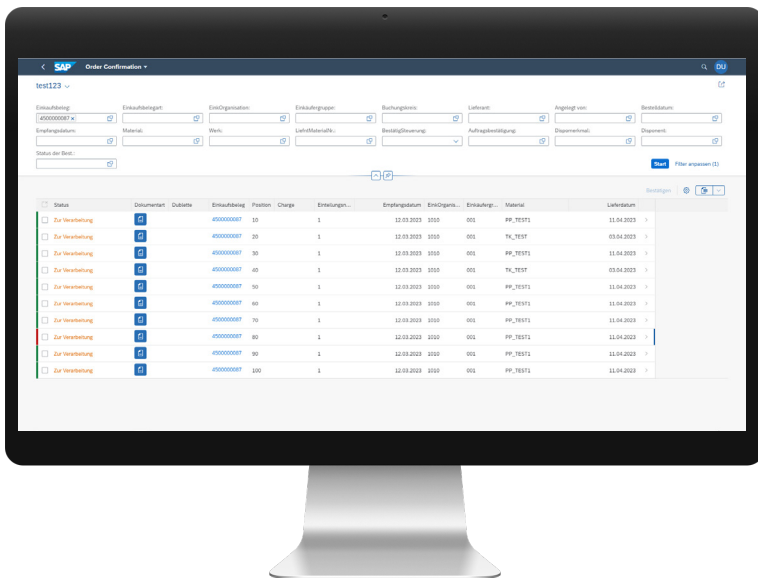 SAP Order Confirmation DU
test123
Einkaufsbeleg: Einkaufsbelegart: EinkOrganisation: Einkäufergruppe: Buchungskreis: Lieferant: Angelegt von: Bestelldatum:
4500000087 ×
Empfangsdatum: Material: Werk: LiefntMaterialNr.: BestätigSteuerung: Auftragsbestätigung: Dispomerkmal: Disponent:
Status der Best.:
Start Filter anpassen (1)
Bestätigen
Status Dokumentart Dublette Einkaufsbeleg Position Charge Einteilungen... Empfangsdatum EinkOrganis... Einkäufergr... Material Lieferdatum
Zur Verarbeitung 4500000087 10 1 12.03.2023 1010 001 PP_TEST1 11.04.2023
Zur Verarbeitung 4500000087 20 1 12.03.2023 1010 001 TK_TEST 03.04.2023
Zur Verarbeitung 4500000087 30 1 12.03.2023 1010 001 PP_TEST1 11.04.2023
Zur Verarbeitung 4500000087 40 1 12.03.2023 1010 001 TK_TEST 03.04.2023
Zur Verarbeitung 4500000087 50 1 12.03.2023 1010 001 PP_TEST1 11.04.2023
Zur Verarbeitung 4500000087 60 1 12.03.2023 1010 001 PP_TEST1 11.04.2023
Zur Verarbeitung 4500000087 70 1 12.03.2023 1010 001 PP_TEST1 11.04.2023
Zur Verarbeitung 4500000087 80 1 12.03.2023 1010 001 PP_TEST1 11.04.2023
Zur Verarbeitung 4500000087 90 1 12.03.2023 1010 001 PP_TEST1 11.04.2023
Zur Verarbeitung 4500000087 100 1 12.03.2023 1010 001 PP_TEST1 11.04.2023